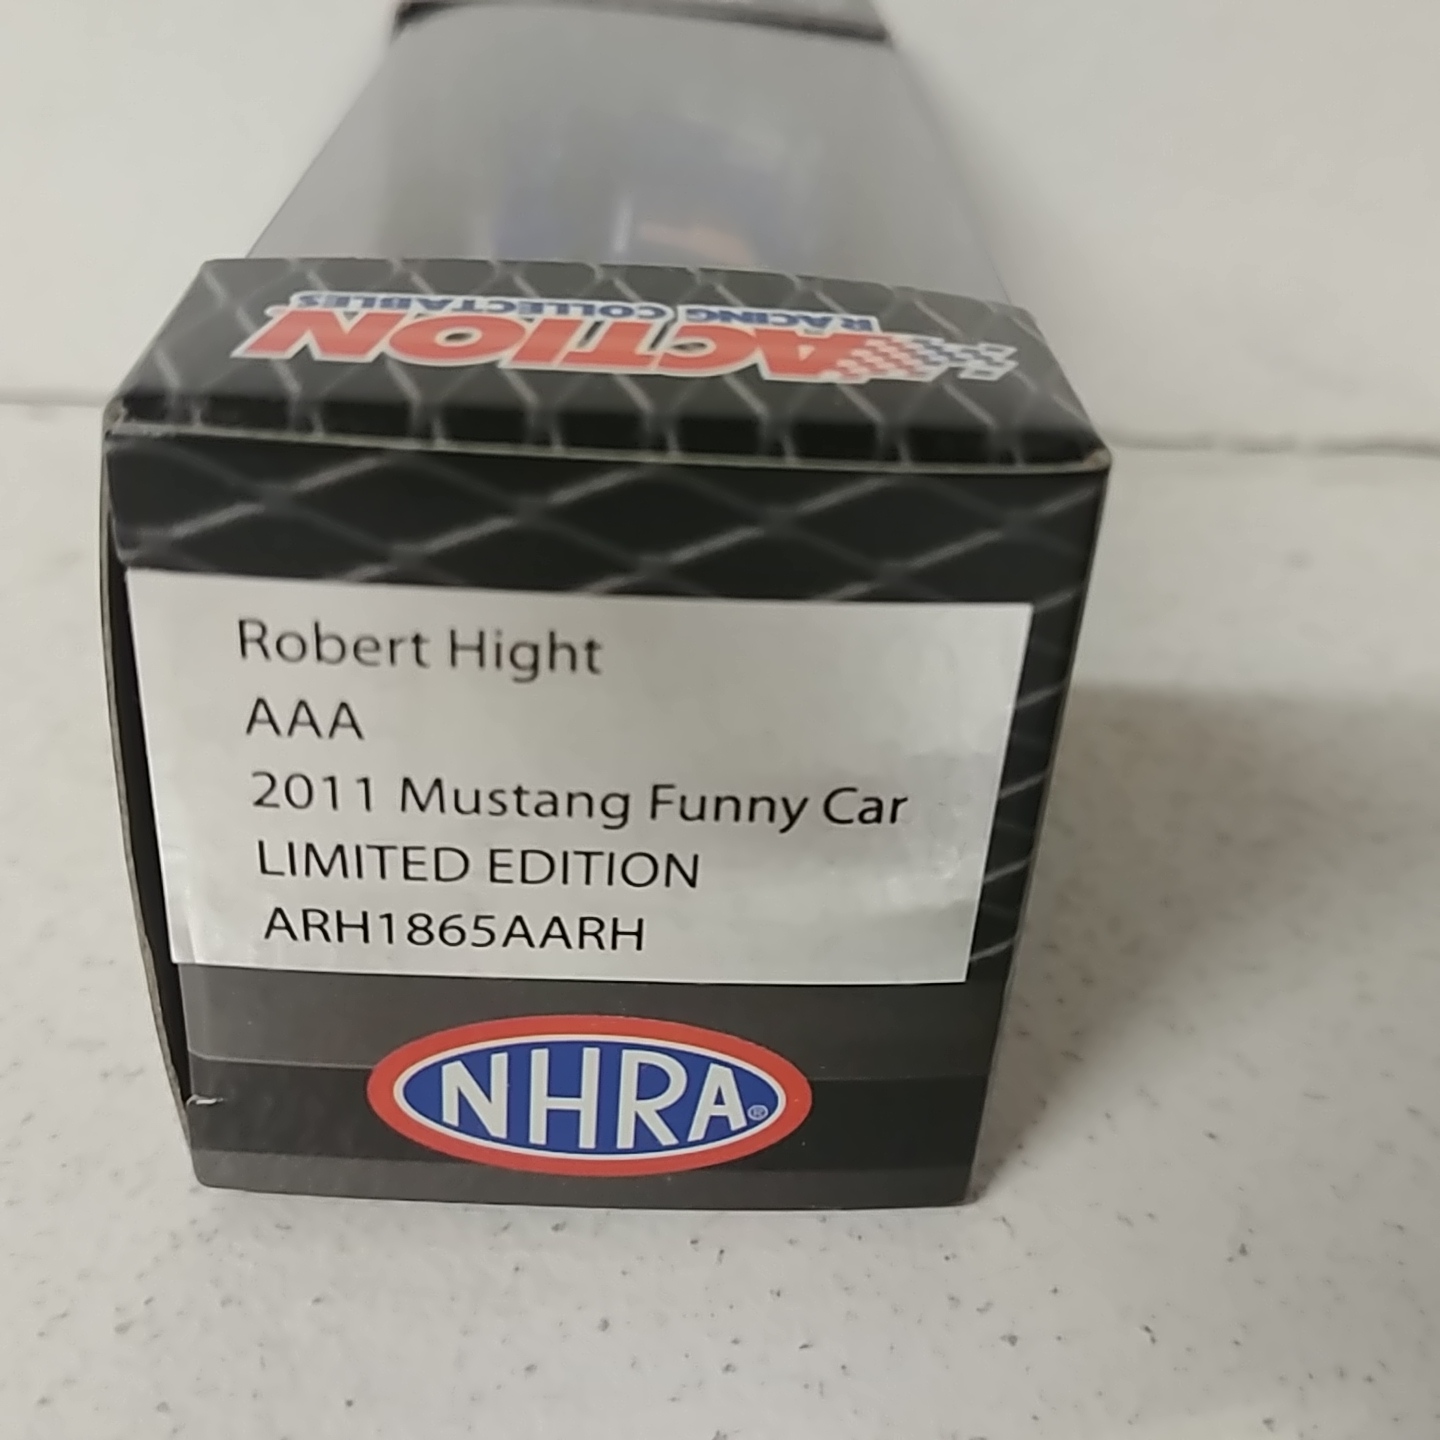 ACTION
RACING COLLECTABLES
Robert Hight
AAA
2011 Mustang Funny Car
LIMITED EDITION
ARH1865AARH
NHRA®